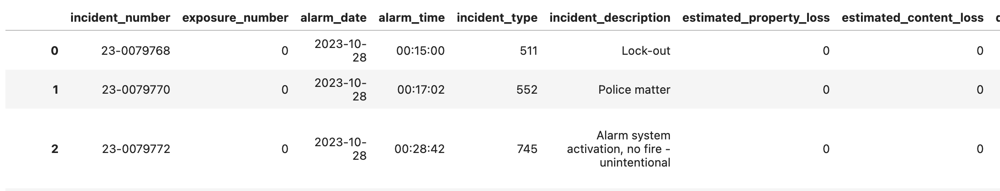 incident_number exposure_number alarm_date alarm_time incident_type incident_description estimated_property_loss estimated_content_loss
0 23-0079768 0 2023-10-28 00:15:00 511 Lock-out 0 0
1 23-0079770 0 2023-10-28 00:17:02 552 Police matter 0 0
2 23-0079772 0 2023-10-28 00:28:42 745 Alarm system activation, no fire - unintentional 0 0